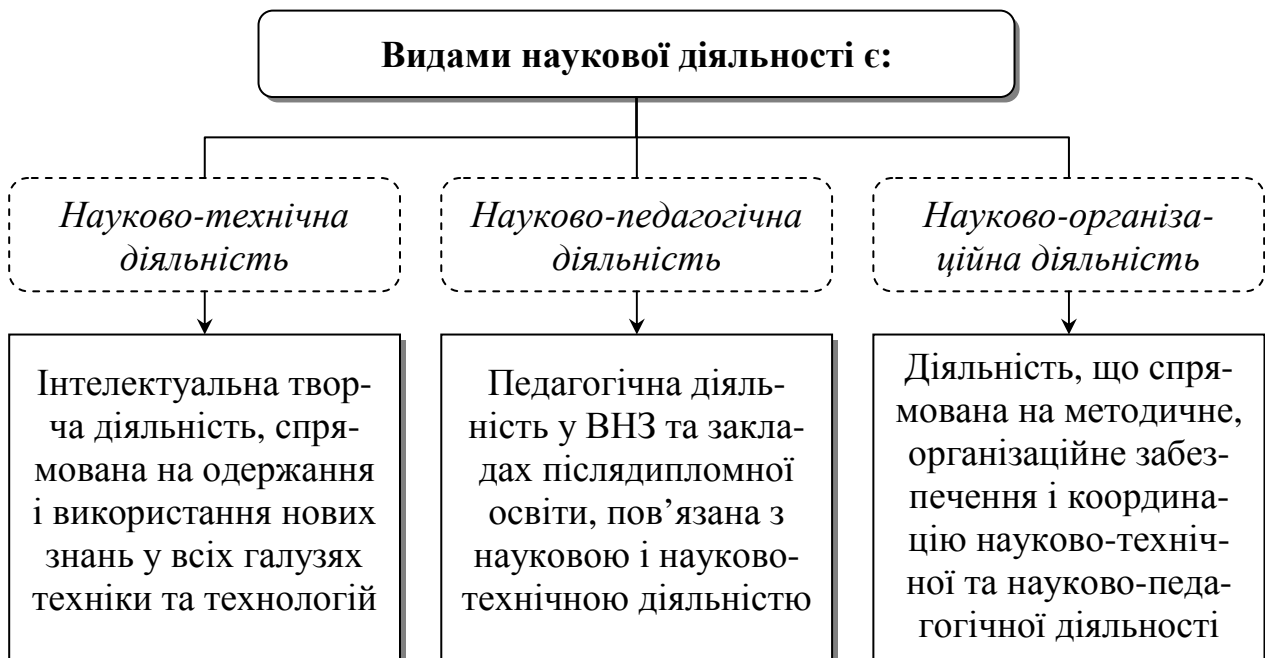 Видами наукової діяльності є:
Науково-технічна
діяльність
Науково-педагогічна
діяльність
Науково-організа-
ційна діяльність
Інтелектуальна твор-
ча діяльність, спря-
мована на одержання
і використання нових
знань у всіх галузях
техніки та технологій
Педагогічна діяль-
ність у ВНЗ та закла-
дах післядипломної
освіти, пов’язана з
науковою і науково-
технічною діяльністю
Діяльність, що спря-
мована на методичне,
організаційне забез-
печення і координа-
цію науково-техніч-
ної та науково-педа-
гогічної діяльності